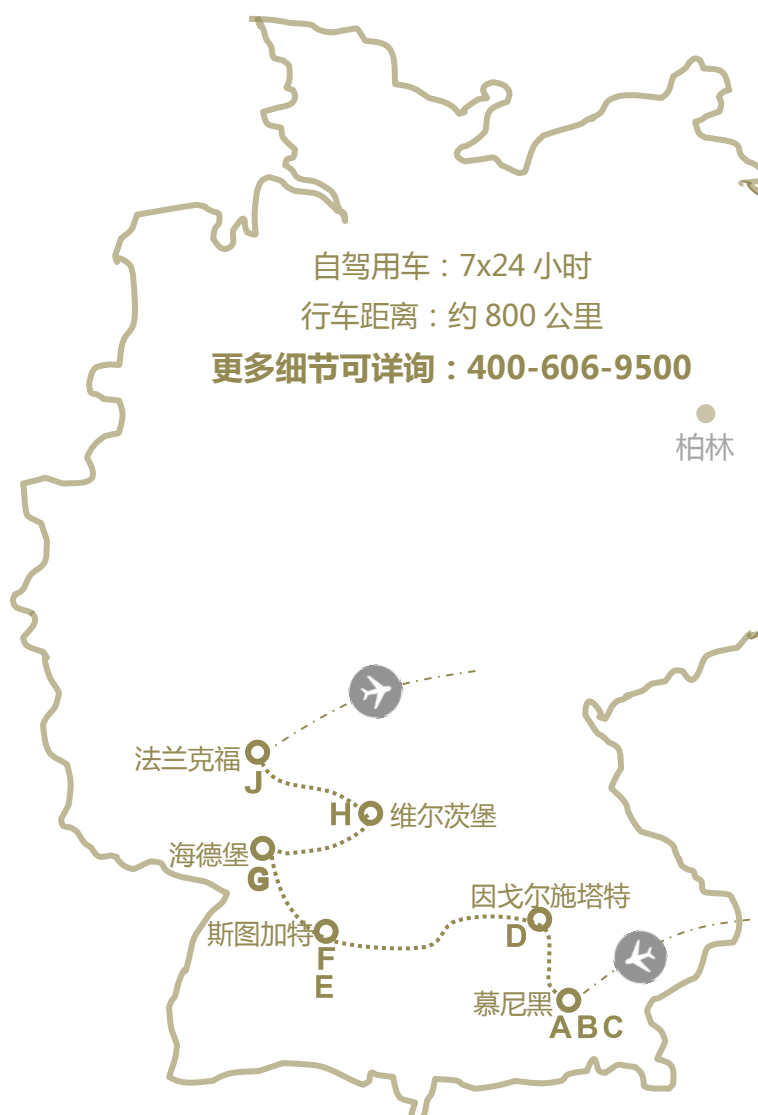 自驾用车：7x24 小时
行车距离：约 800 公里
更多细节可详询：400-606-9500
柏林
法兰克福
J
H 维尔茨堡
海德堡
G
因戈尔施塔特
D
斯图加特
F
E
慕尼黑
A B C